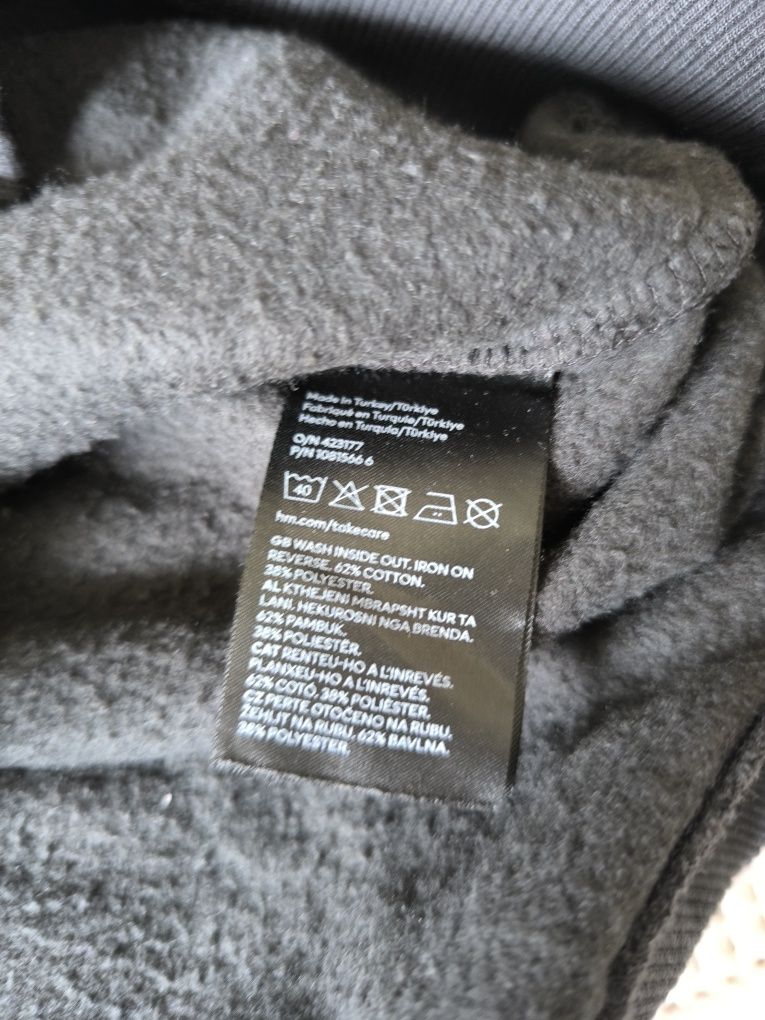 Made in Turkey/Türkiye
Fabriqué en Turquie/Türkiye
Hecho en Turquía/Türkiye
O/N 423177
P/N 1081566 6
40
hm.com/takecare
GB WASH INSIDE OUT. IRON ON
REVERSE. 62% COTTON.
38% POLYESTER.
AL KTHEJENI MBRAPSHT KUR TA
LANI. HEKUROSNI NGA BRENDA.
62% PAMBUK.
38% POLIESTER.
CAT RENTEU-HO A L'INREVÉS.
PLANXEU-HO A L'INREVÉS.
62% COTÓ. 38% POLIÈSTER.
CZ PERTE OTOČENO NA RUBU.
ŽEHLIT NA RUBU. 62% BAVLNA.
38% POLYESTER.